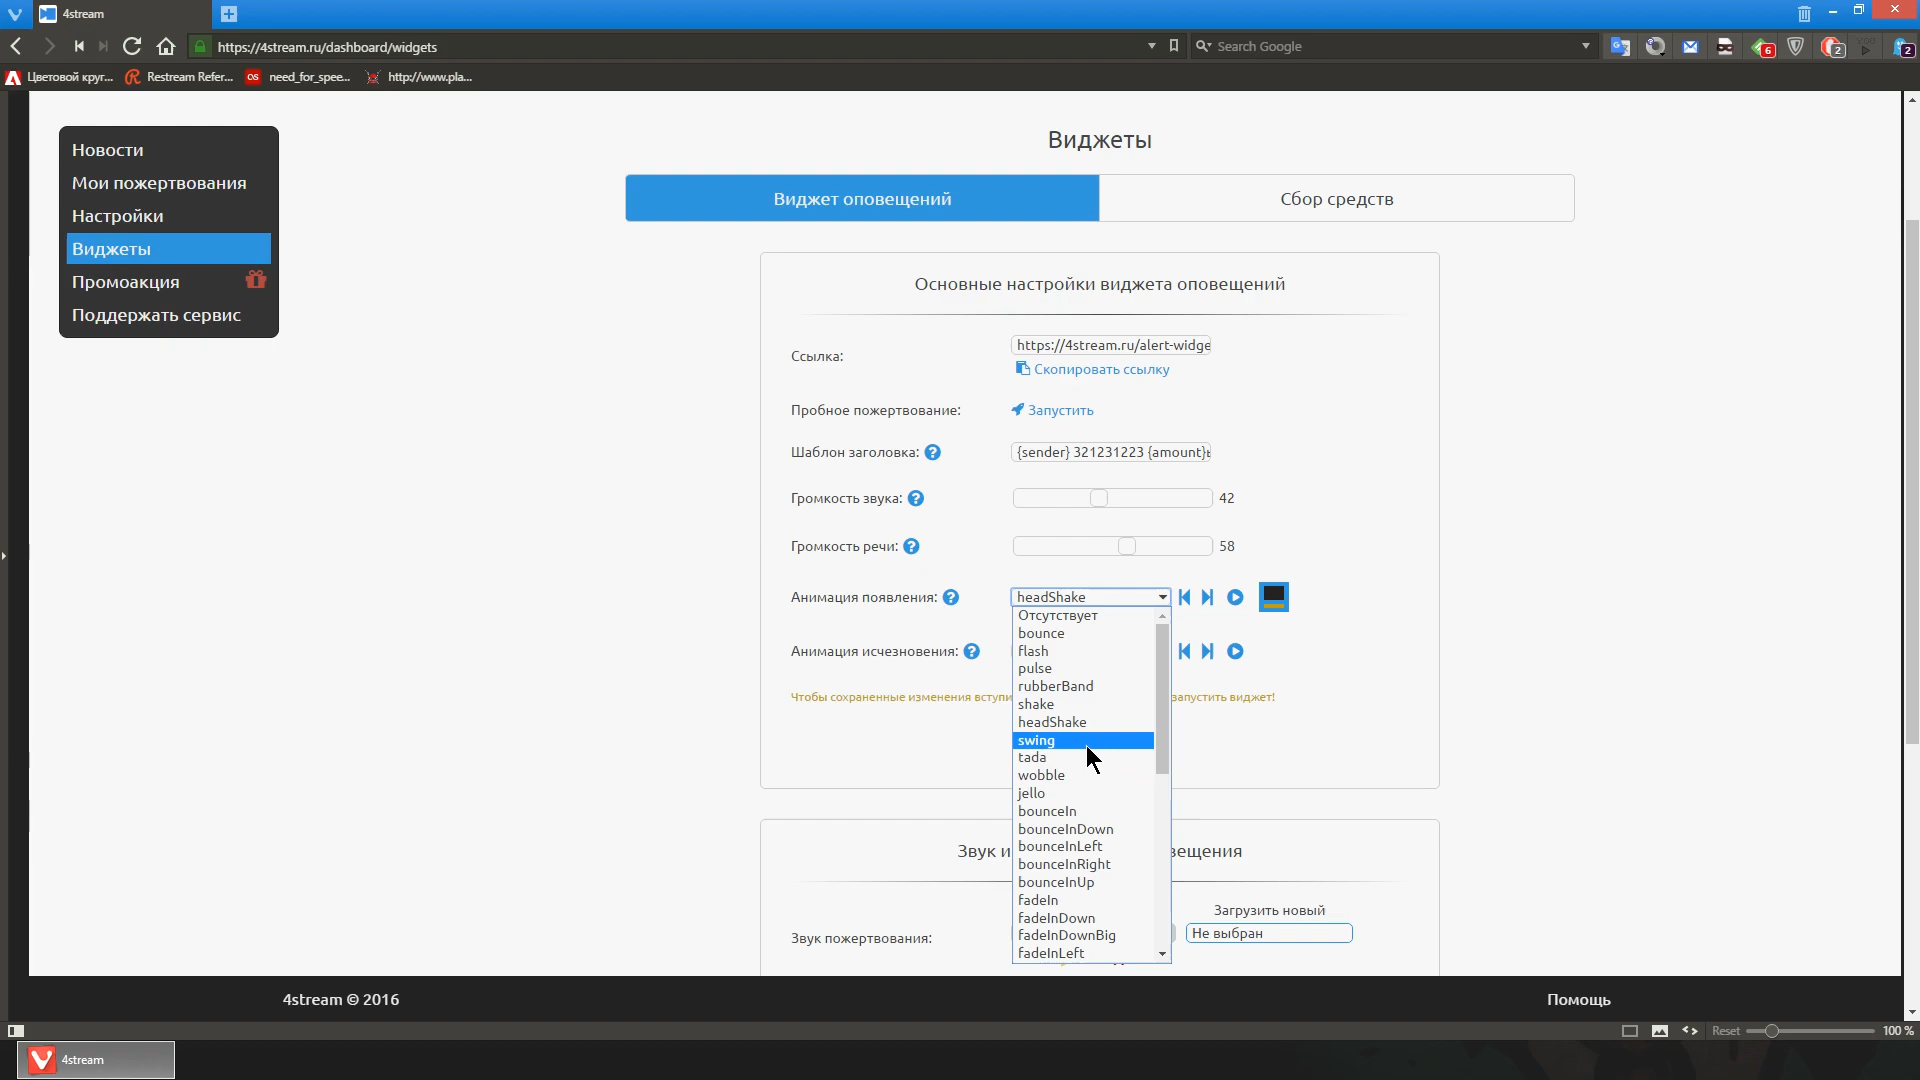 4stream
https://4stream.ru/dashboard/widgets
Search Google
6
2
2
Цветовой круг...
Restream Refer...
need_for_spee...
http://www.pla...
Новости
Мои пожертвования
Настройки
Виджеты
Промоакция
Поддержать сервис
Виджеты
Виджет оповещений
Сбор средств
Основные настройки виджета оповещений
Ссылка:
https://4stream.ru/alert-widge
Скопировать ссылку
Пробное пожертвование:
Запустить
Шаблон заголовка: ?
{sender} 321231223 {amount}
Громкость звука: ?
42
Громкость речи: ?
58
Анимация появления: ?
headShake
Отсутствует
bounce
flash
pulse
rubberBand
shake
headShake
swing
tada
wobble
jello
bounceIn
bounceInDown
bounceInLeft
bounceInRight
bounceInUp
fadeIn
fadeInDown
fadeInDownBig
fadeInLeft
Анимация исчезновения: ?
Чтобы сохраненные изменения вступи
запустить виджет!
Звук и
вещения
Загрузить новый
Звук пожертвования:
Не выбран
4stream © 2016
Помощь
Reset
100 %
4stream